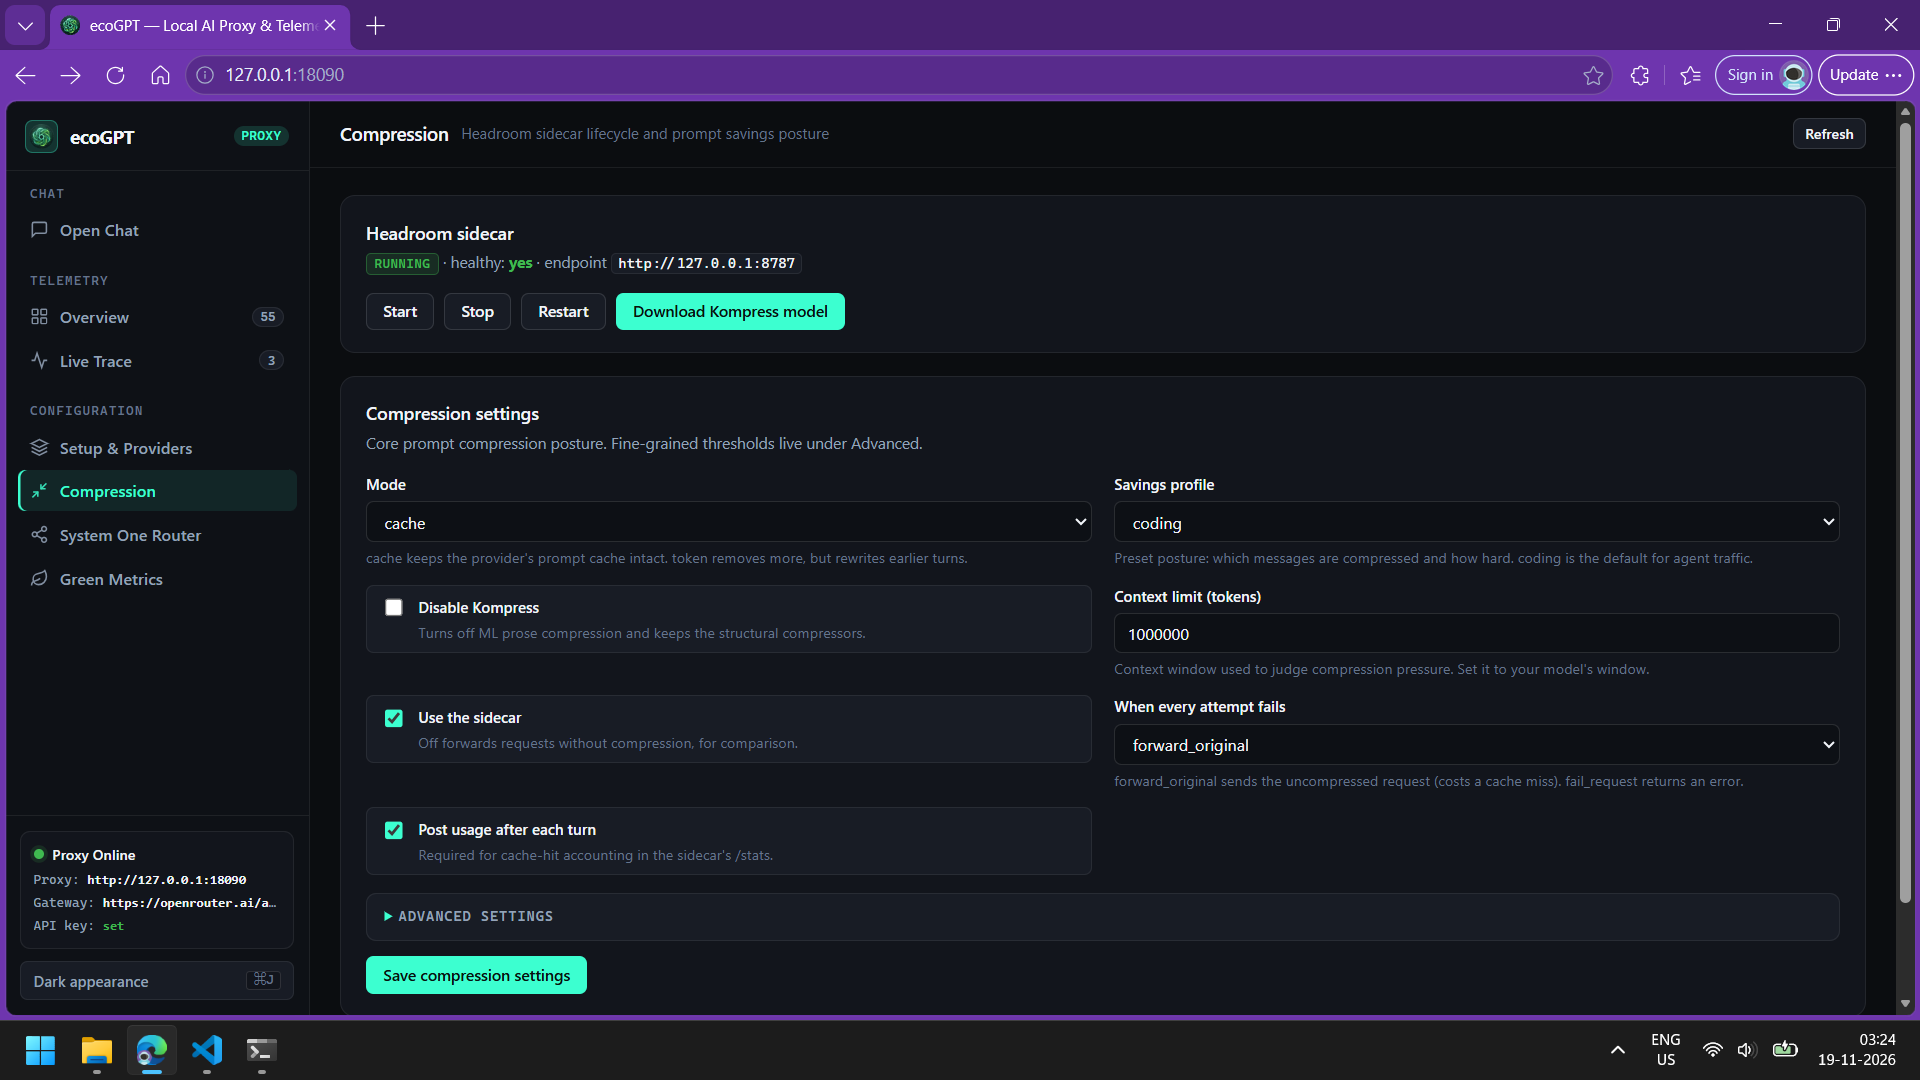 ecoGPT — Local AI Proxy & Telem
127.0.0.1:18090
Sign in
Update
ecoGPT
PROXY
CHAT
Open Chat
TELEMETRY
Overview
55
Live Trace
3
CONFIGURATION
Setup & Providers
Compression
System One Router
Green Metrics
Proxy Online
Proxy: http://127.0.0.1:18090
Gateway: https://openrouter.ai/a…
API key: set
Dark appearance
⌘J
Compression Headroom sidecar lifecycle and prompt savings posture
Refresh
Headroom sidecar
RUNNING · healthy: yes · endpoint http://127.0.0.1:8787
Start
Stop
Restart
Download Kompress model
Compression settings
Core prompt compression posture. Fine-grained thresholds live under Advanced.
Mode
cache
cache keeps the provider's prompt cache intact. token removes more, but rewrites earlier turns.
Savings profile
coding
Preset posture: which messages are compressed and how hard. coding is the default for agent traffic.
Disable Kompress
Turns off ML prose compression and keeps the structural compressors.
Context limit (tokens)
1000000
Context window used to judge compression pressure. Set it to your model's window.
Use the sidecar
Off forwards requests without compression, for comparison.
When every attempt fails
forward_original
forward_original sends the uncompressed request (costs a cache miss). fail_request returns an error.
Post usage after each turn
Required for cache-hit accounting in the sidecar's /stats.
ADVANCED SETTINGS
Save compression settings
ENG
US
03:24
19-11-2026